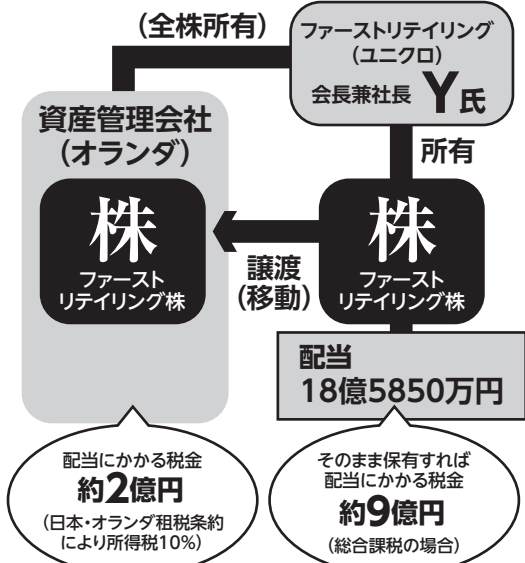 (全株所有)
ファーストリテイリング
(ユニクロ)
会長兼社長 Y氏
資産管理会社
(オランダ)
所有
株
ファースト
リテイリング株
譲渡
(移動)
株
ファースト
リテイリング株
配当
18億5850万円
配当にかかる税金
約2億円
(日本・オランダ租税条約
により所得税10%)
そのまま保有すれば
配当にかかる税金
約9億円
(総合課税の場合)